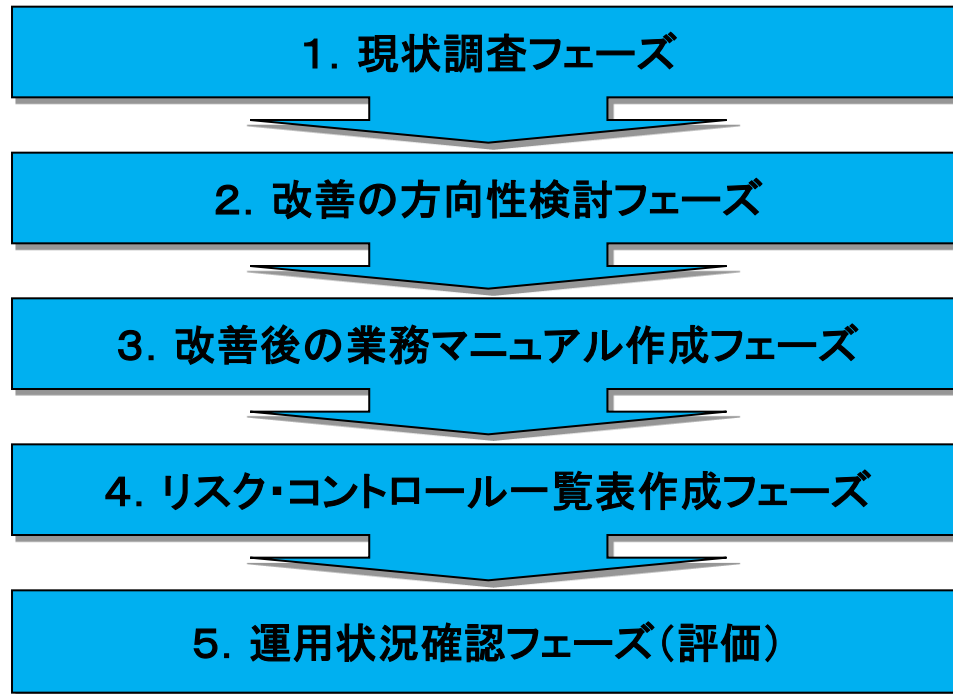 １．現状調査フェーズ
２．改善の方向性検討フェーズ
３．改善後の業務マニュアル作成フェーズ
４．リスク・コントロール一覧表作成フェーズ
５．運用状況確認フェーズ（評価）